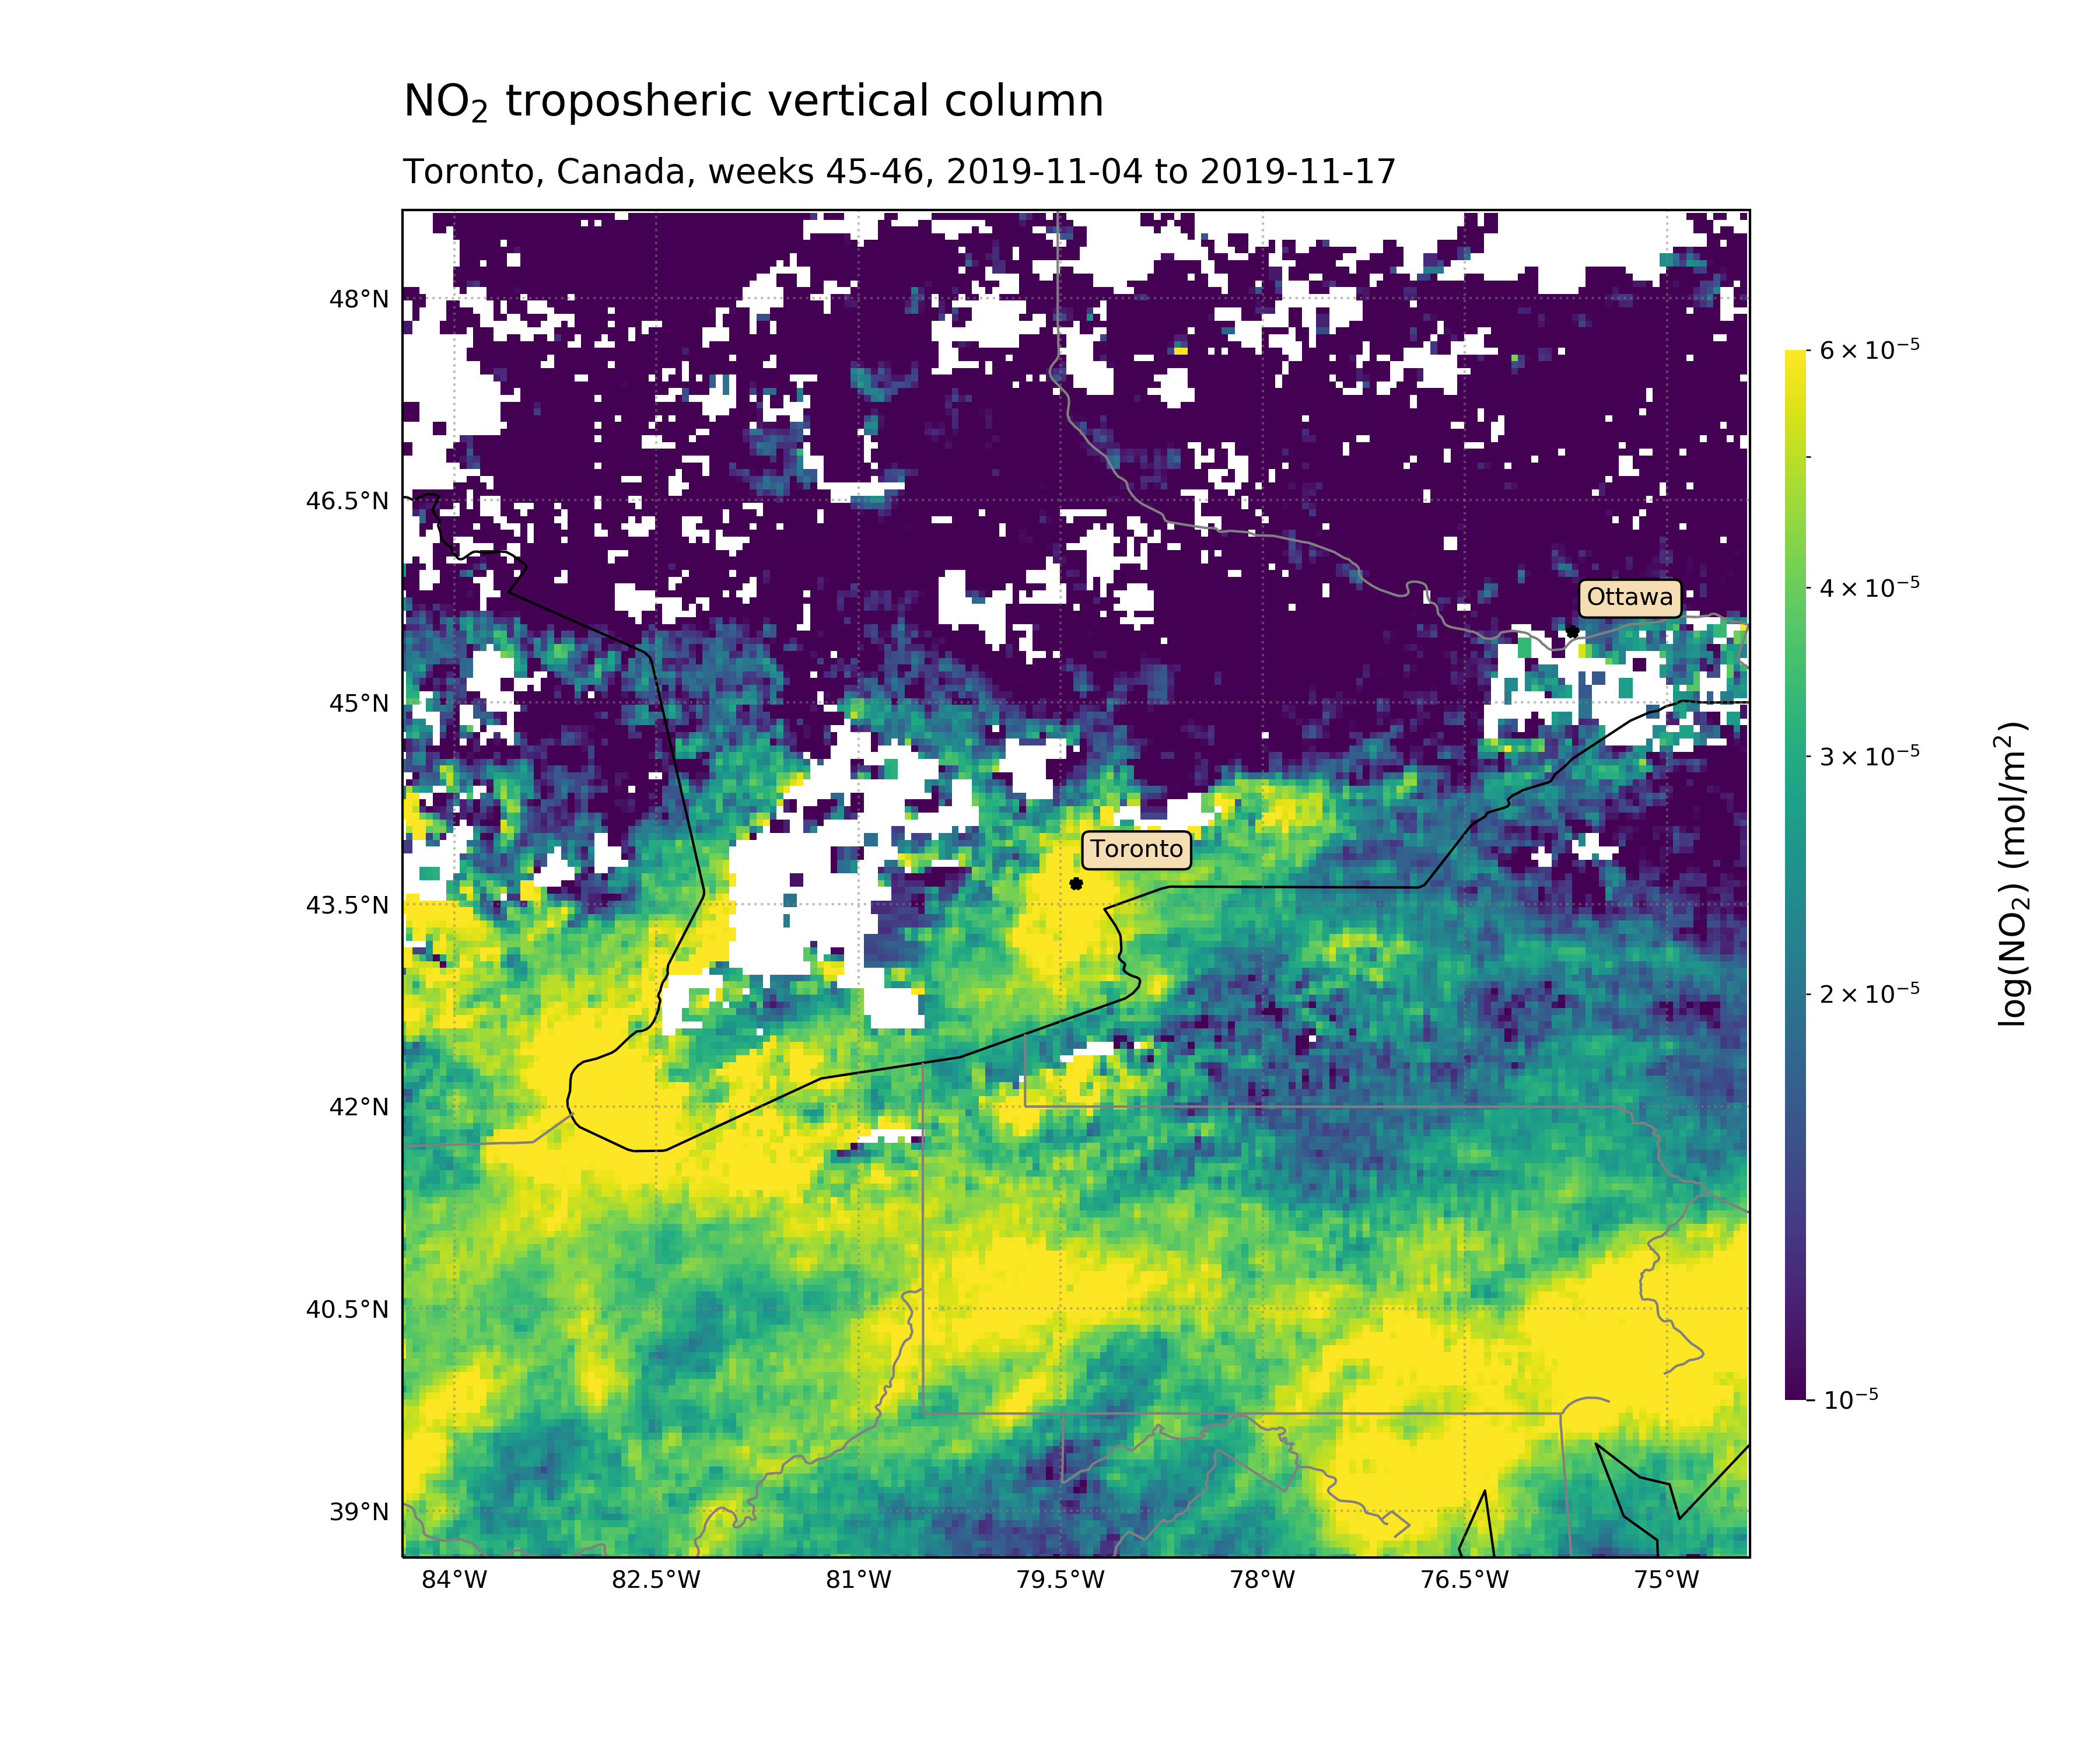 NO₂ troposheric vertical column
Toronto, Canada, weeks 45-46, 2019-11-04 to 2019-11-17
48°N
46.5°N
45°N
43.5°N
42°N
40.5°N
39°N
84°W 82.5°W 81°W 79.5°W 78°W 76.5°W 75°W
Ottawa
Toronto
6 × 10⁻⁵
4 × 10⁻⁵
3 × 10⁻⁵
2 × 10⁻⁵
10⁻⁵
log(NO₂) (mol/m²)